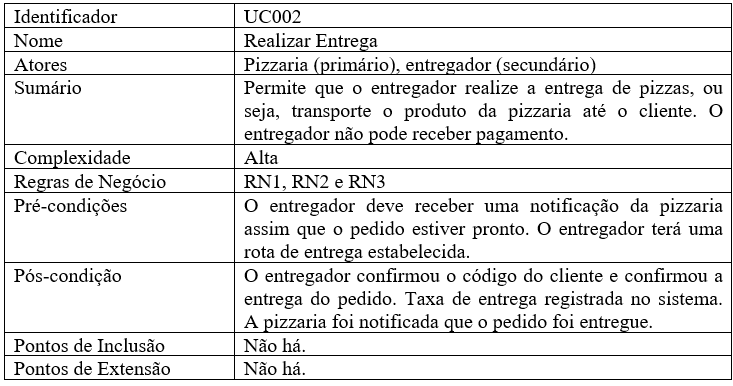 Identificador UC002
Nome Realizar Entrega
Atores Pizzaria (primário), entregador (secundário)
Sumário Permite que o entregador realize a entrega de pizzas, ou
seja, transporte o produto da pizzaria até o cliente. O
entregador não pode receber pagamento.
Complexidade Alta
Regras de Negócio RN1, RN2 e RN3
Pré-condições O entregador deve receber uma notificação da pizzaria
assim que o pedido estiver pronto. O entregador terá uma
rota de entrega estabelecida.
Pós-condição O entregador confirmou o código do cliente e confirmou a
entrega do pedido. Taxa de entrega registrada no sistema.
A pizzaria foi notificada que o pedido foi entregue.
Pontos de Inclusão Não há.
Pontos de Extensão Não há.